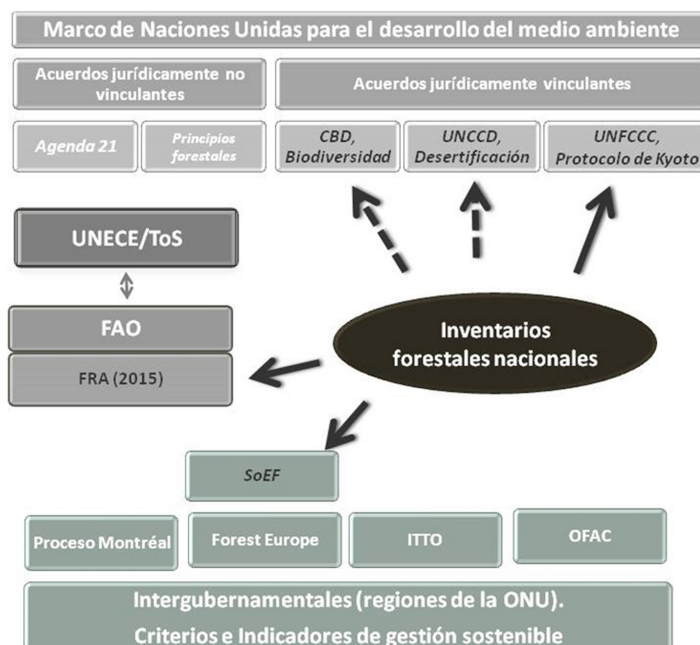 Marco de Naciones Unidas para el desarrollo del medio ambiente
Acuerdos jurídicamente no
vinculantes
Acuerdos jurídicamente vinculantes
Agenda 21
Principios
forestales
CBD,
Biodiversidad
UNCCD,
Desertificación
UNFCCC,
Protocolo de Kyoto
UNECE/ToS
FAO
FRA (2015)
Inventarios
forestales nacionales
SoEF
Proceso Montréal
Forest Europe
ITTO
OFAC
Intergubernamentales (regiones de la ONU).
Criterios e Indicadores de gestión sostenible